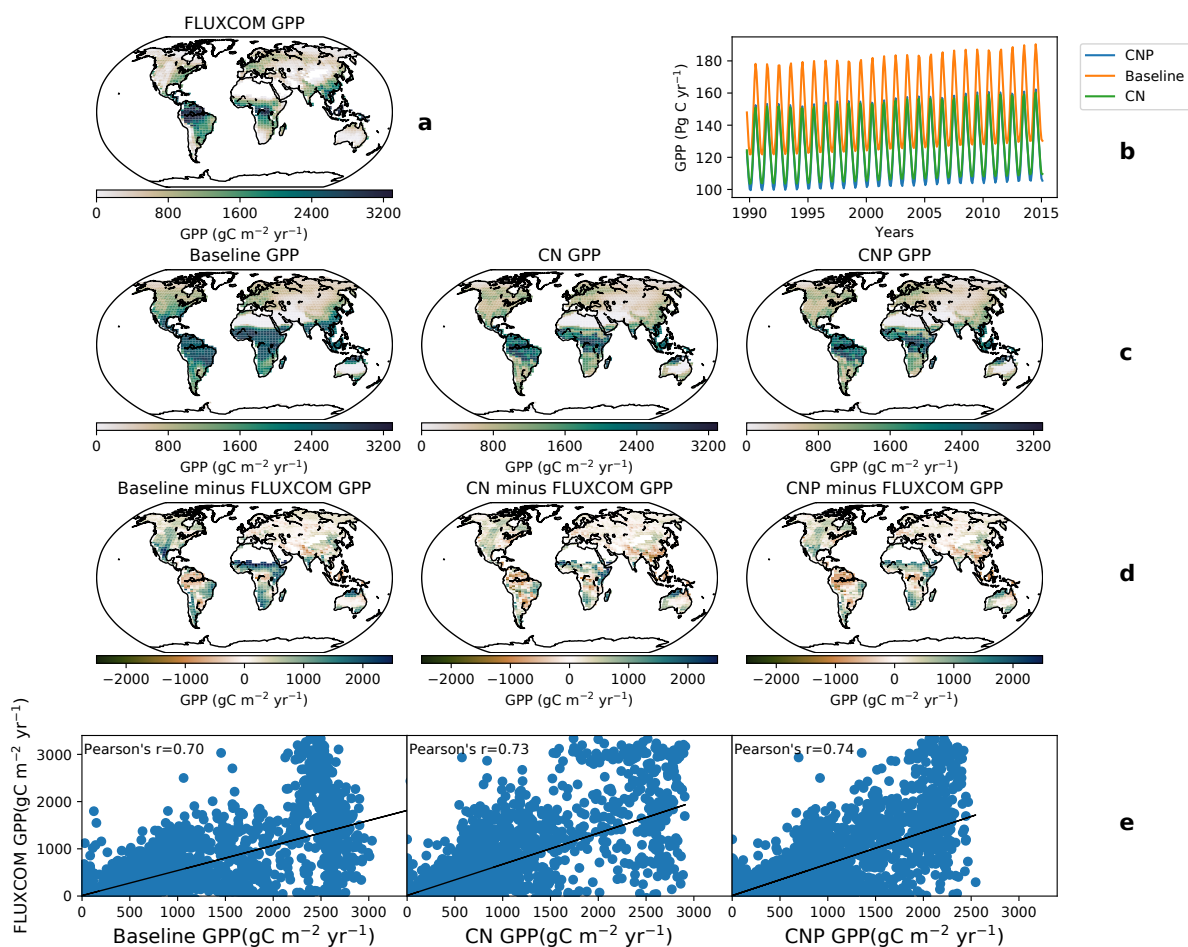 FLUXCOM GPP
0 800 1600 2400 3200
GPP (gC m⁻² yr⁻¹)
a
GPP (Pg C yr⁻¹)
180
160
140
120
100
1990 1995 2000 2005 2010 2015
Years
CNP
Baseline
CN
b
Baseline GPP
0 800 1600 2400 3200
GPP (gC m⁻² yr⁻¹)
CN GPP
0 800 1600 2400 3200
GPP (gC m⁻² yr⁻¹)
CNP GPP
0 800 1600 2400 3200
GPP (gC m⁻² yr⁻¹)
c
Baseline minus FLUXCOM GPP
−2000 −1000 0 1000 2000
GPP (gC m⁻² yr⁻¹)
CN minus FLUXCOM GPP
−2000 −1000 0 1000 2000
GPP (gC m⁻² yr⁻¹)
CNP minus FLUXCOM GPP
−2000 −1000 0 1000 2000
GPP (gC m⁻² yr⁻¹)
d
FLUXCOM GPP(gC m⁻² yr⁻¹)
3000
2000
1000
0
Pearson's r=0.70
0 500 1000 1500 2000 2500 3000
Baseline GPP(gC m⁻² yr⁻¹)
Pearson's r=0.73
0 500 1000 1500 2000 2500 3000
CN GPP(gC m⁻² yr⁻¹)
Pearson's r=0.74
0 500 1000 1500 2000 2500 3000
CNP GPP(gC m⁻² yr⁻¹)
e